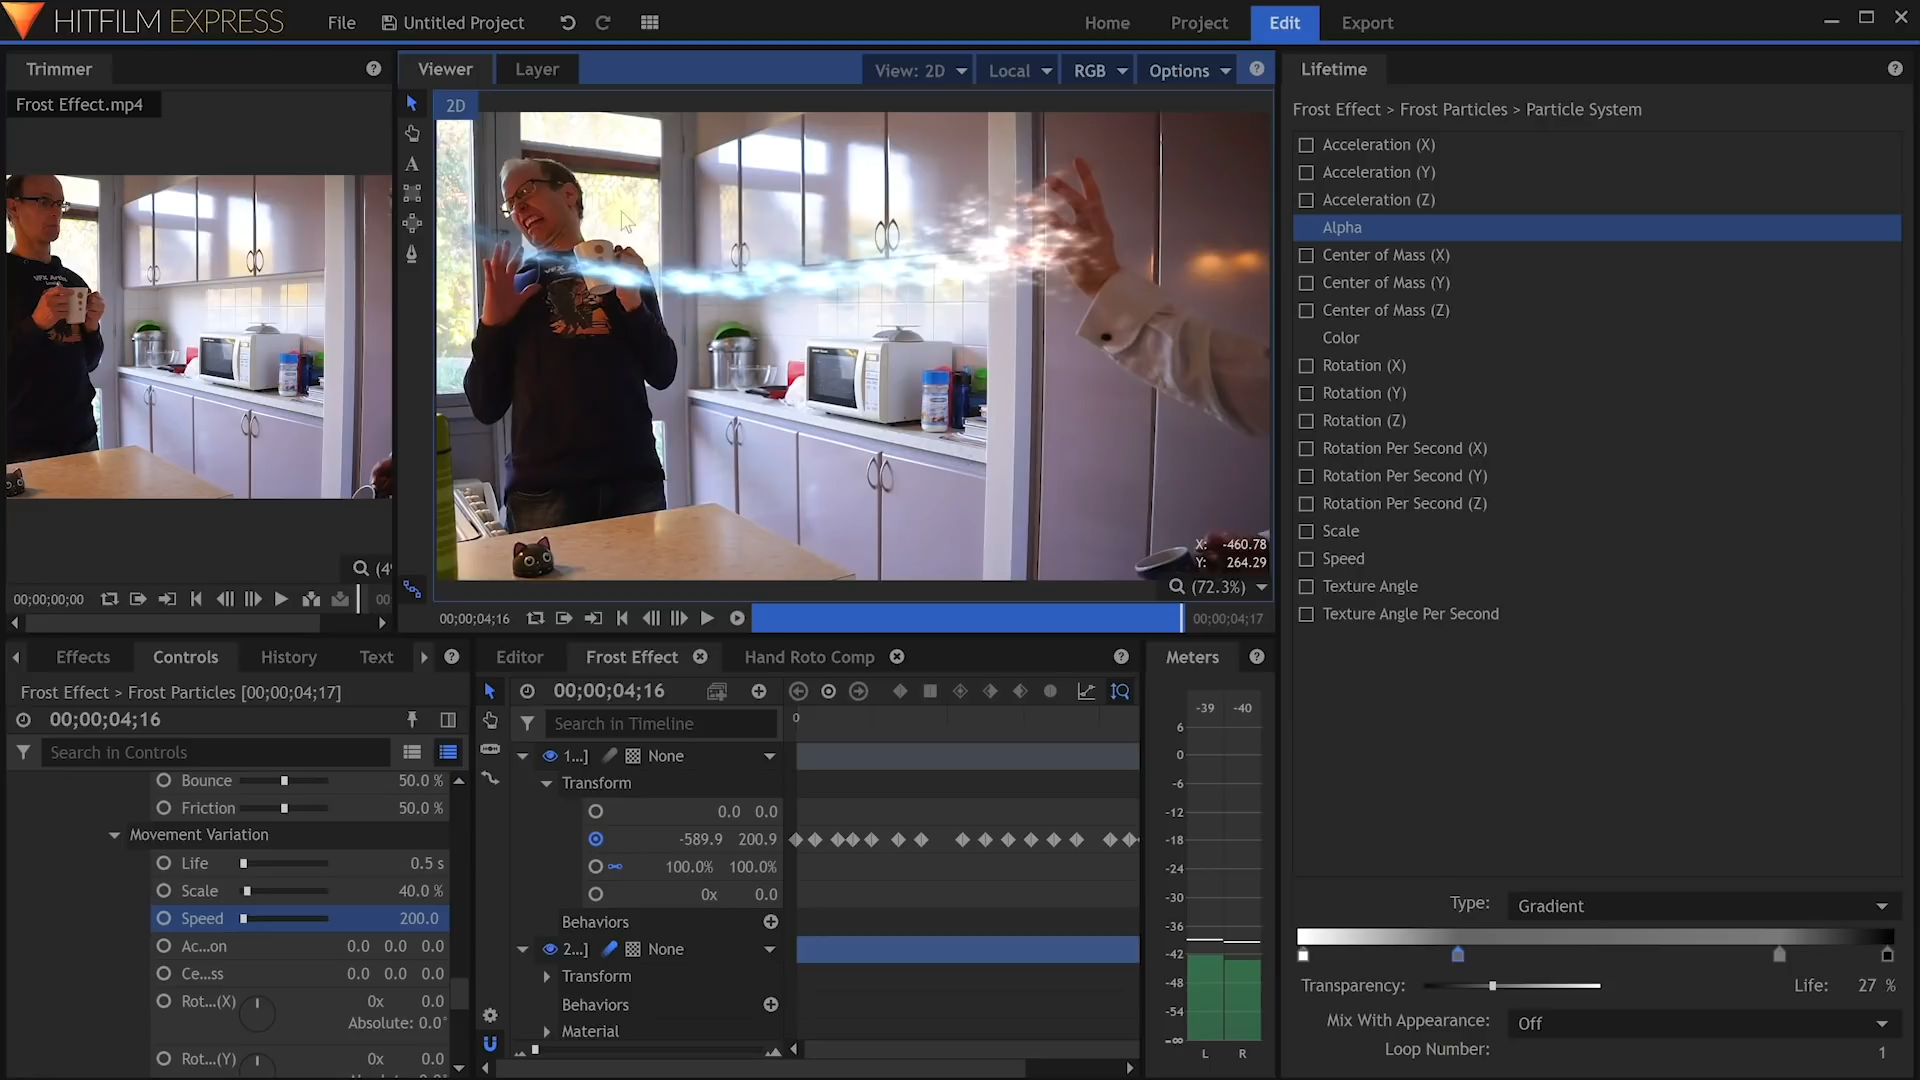 HITFILM EXPRESS
File
Untitled Project
Home
Project
Edit
Export
Trimmer
Frost Effect.mp4
00;00;00;00
00
Viewer
Layer
View: 2D
Local
RGB
Options
2D
X: -460.78
Y: 264.29
(72.3%)
00;00;04;16
00;00;04;17
Lifetime
Frost Effect > Frost Particles > Particle System
Acceleration (X)
Acceleration (Y)
Acceleration (Z)
Alpha
Center of Mass (X)
Center of Mass (Y)
Center of Mass (Z)
Color
Rotation (X)
Rotation (Y)
Rotation (Z)
Rotation Per Second (X)
Rotation Per Second (Y)
Rotation Per Second (Z)
Scale
Speed
Texture Angle
Texture Angle Per Second
Type: Gradient
Transparency:
Life: 27 %
Mix With Appearance: Off
Loop Number: 1
Effects
Controls
History
Text
Frost Effect > Frost Particles [00;00;04;17]
00;00;04;16
Search in Controls
Bounce 50.0 %
Friction 50.0 %
Movement Variation
Life 0.5 s
Scale 40.0 %
Speed 200.0
Ac...on 0.0 0.0 0.0
Ce...ss 0.0 0.0 0.0
Rot...(X) 0x 0.0
Absolute: 0.0°
Rot...(Y) 0x 0.0
Editor
Frost Effect
Hand Roto Comp
00;00;04;16
Search in Timeline
0
1...] None
Transform
0.0 0.0
-589.9 200.9
100.0% 100.0%
0x 0.0
Behaviors
2...] None
Transform
Behaviors
Material
Meters
-39 -40
6
0
-6
-12
-18
-24
-30
-36
-42
-48
-54
-∞
L R